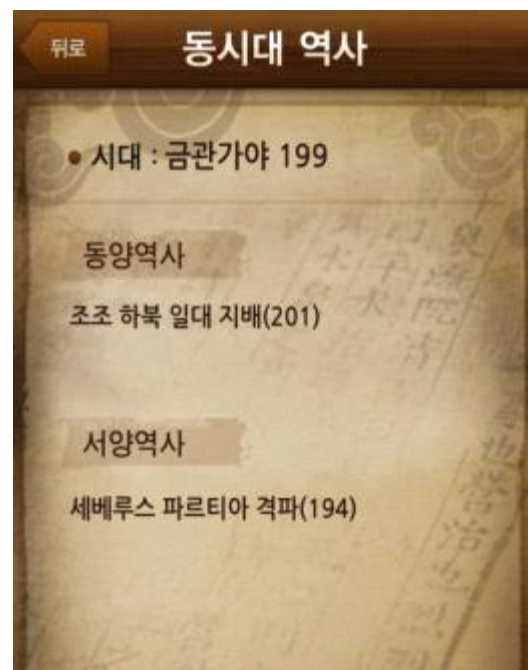 뒤로
동시대 역사
• 시대 : 금관가야 199
동양역사
조조 하북 일대 지배(201)
서양역사
세베루스 파르티아 격파(194)